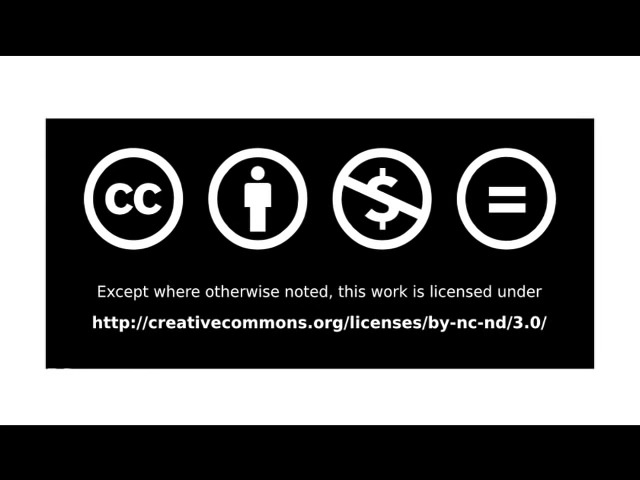 cc
$
=
Except where otherwise noted, this work is licensed under
http://creativecommons.org/licenses/by-nc-nd/3.0/